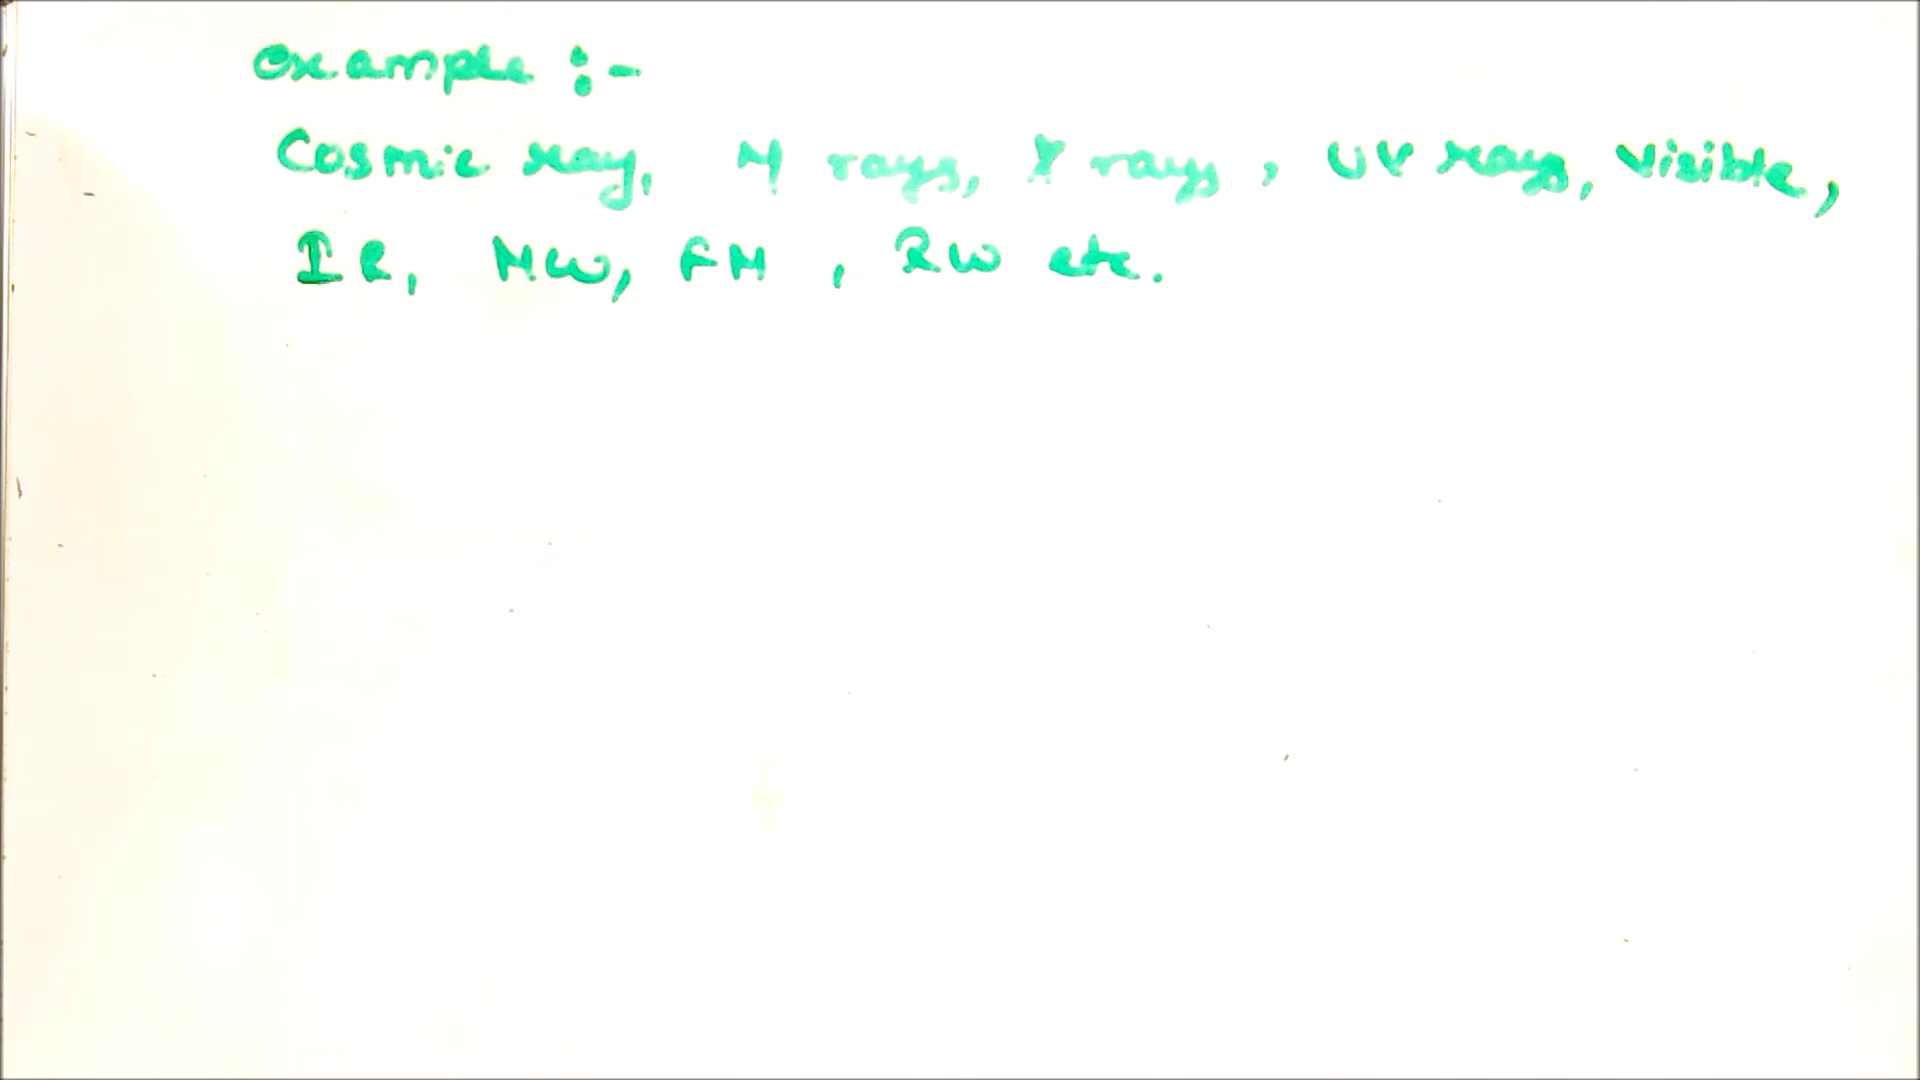 example :-
Cosmic ray, γ rays, X rays, UV rays, Visible,
IR, MW, FM, RW etc.